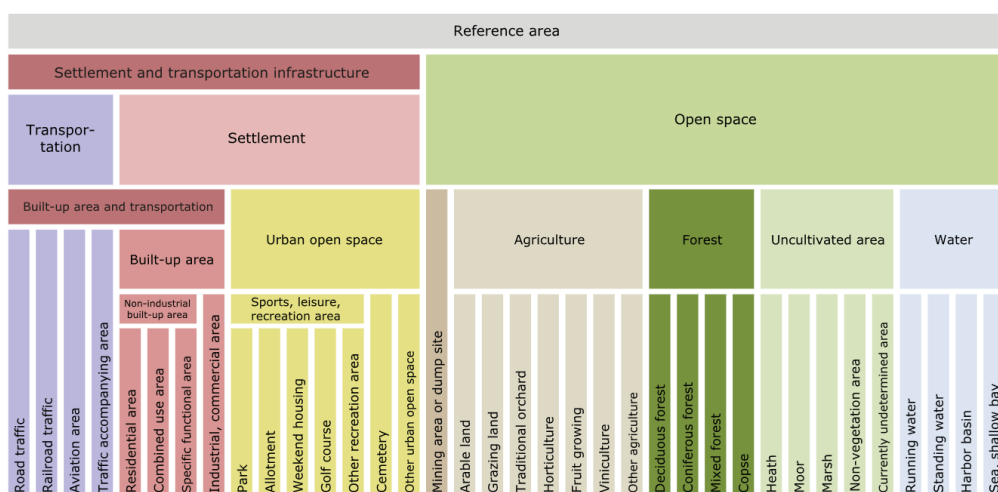 Reference area
Settlement and transportation infrastructure
Open space
Transpor-
tation
Settlement
Built-up area and transportation
Urban open space
Agriculture
Forest
Uncultivated area
Water
Built-up area
Non-industrial
built-up area
Sports, leisure,
recreation area
Road traffic
Railroad traffic
Aviation area
Traffic accompanying area
Residential area
Combined use area
Specific functional area
Industrial, commercial area
Park
Allotment
Weekend housing
Golf course
Other recreation area
Cemetery
Other urban open space
Mining area or dump site
Arable land
Grazing land
Traditional orchard
Horticulture
Fruit growing
Viniculture
Other agriculture
Deciduous forest
Coniferous forest
Mixed forest
Copse
Heath
Moor
Marsh
Non-vegetation area
Currently undetermined area
Running water
Standing water
Harbor basin
Sea, shallow bay